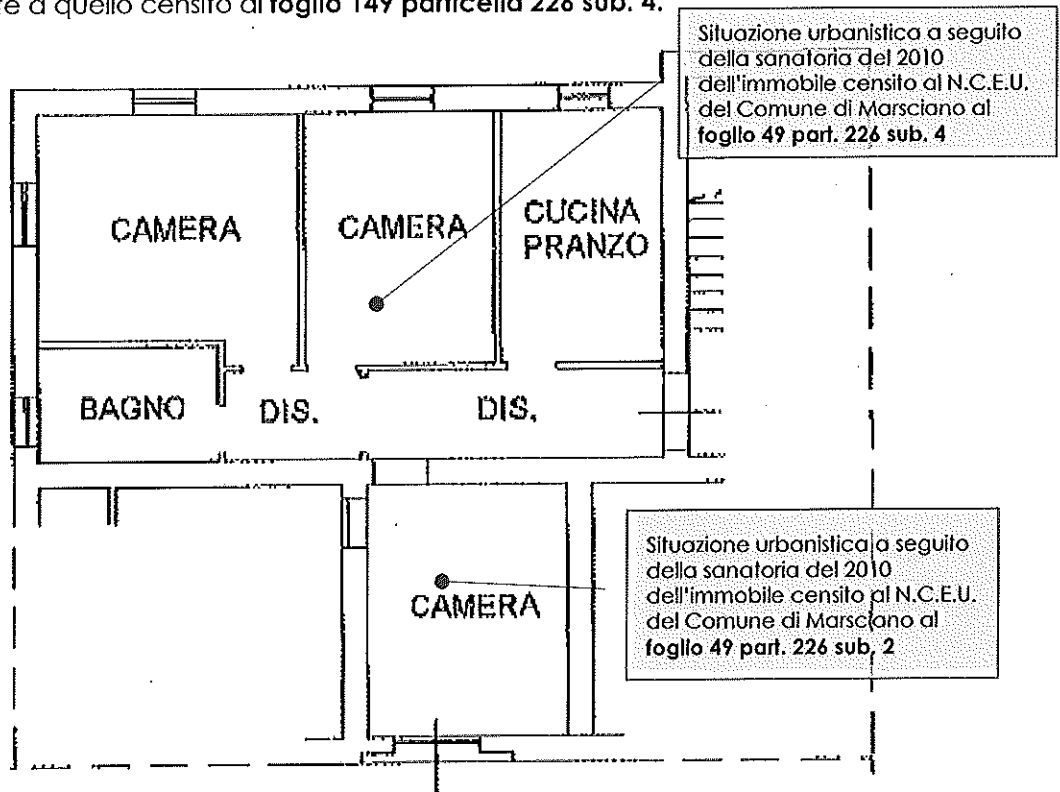 te a quello censito al foglio 149 particella 226 sub. 4.
Situazione urbanistica a seguito
della sanatoria del 2010
dell'immobile censito al N.C.E.U.
del Comune di Marsciano al
foglio 49 part. 226 sub. 4
CAMERA
CAMERA
CUCINA
PRANZO
BAGNO
DIS.
DIS.
Situazione urbanistica a seguito
della sanatoria del 2010
dell'immobile censito al N.C.E.U.
del Comune di Marsciano al
foglio 49 part. 226 sub. 2
CAMERA